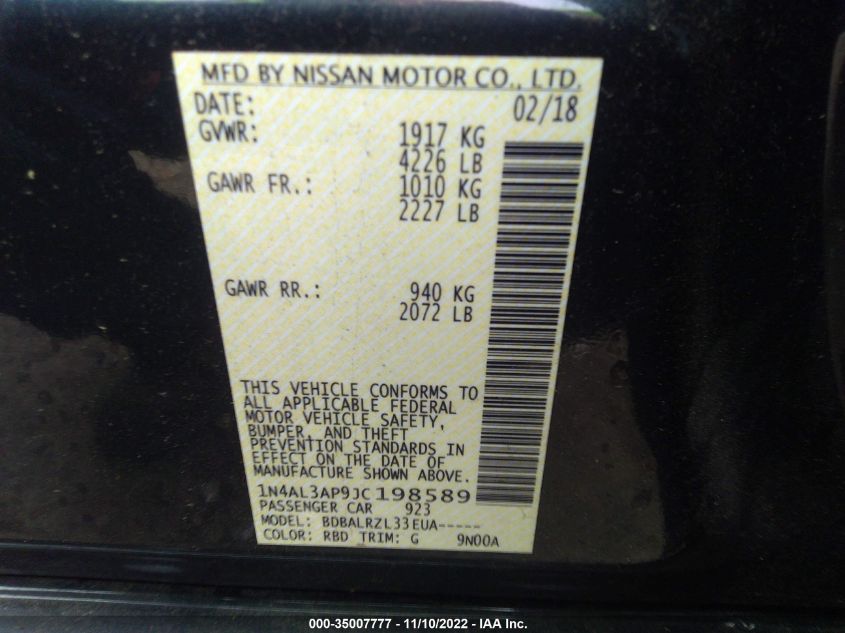 MFD BY NISSAN MOTOR CO., LTD.
DATE: 02/18
GVWR: 1917 KG
4226 LB
GAWR FR.: 1010 KG
2227 LB
GAWR RR.: 940 KG
2072 LB
THIS VEHICLE CONFORMS TO
ALL APPLICABLE FEDERAL
MOTOR VEHICLE SAFETY,
BUMPER, AND THEFT
PREVENTION STANDARDS IN
EFFECT ON THE DATE OF
MANUFACTURE SHOWN ABOVE.
1N4AL3AP9JC198589
PASSENGER CAR 923
MODEL: BDBALRZL33EUA-----
COLOR: RBD TRIM: G 9N00A
000-35007777 - 11/10/2022 - IAA Inc.